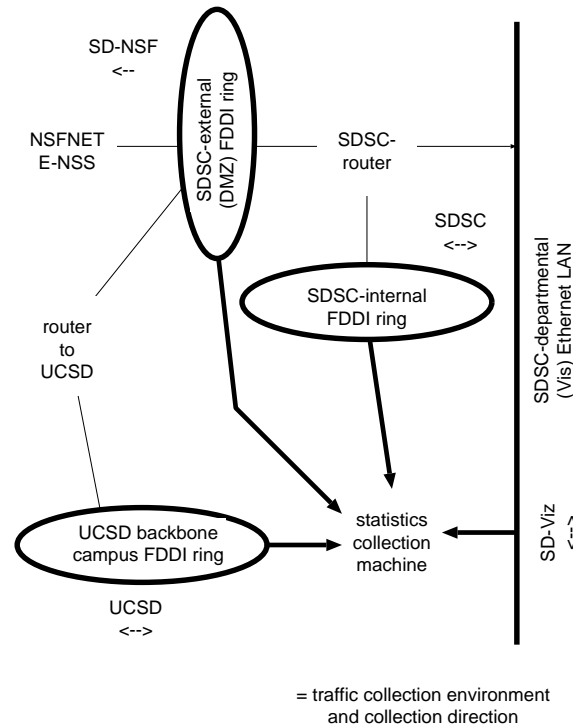 SD-NSF
<--
NSFNET
E-NSS
SDSC-external
(DMZ) FDDI ring
SDSC-
router
SDSC
<-->
SDSC-internal
FDDI ring
SDSC-departmental
(Vis) Ethernet LAN
router
to
UCSD
UCSD backbone
campus FDDI ring
statistics
collection
machine
SD-Viz
<-->
UCSD
<-->
= traffic collection environment
and collection direction